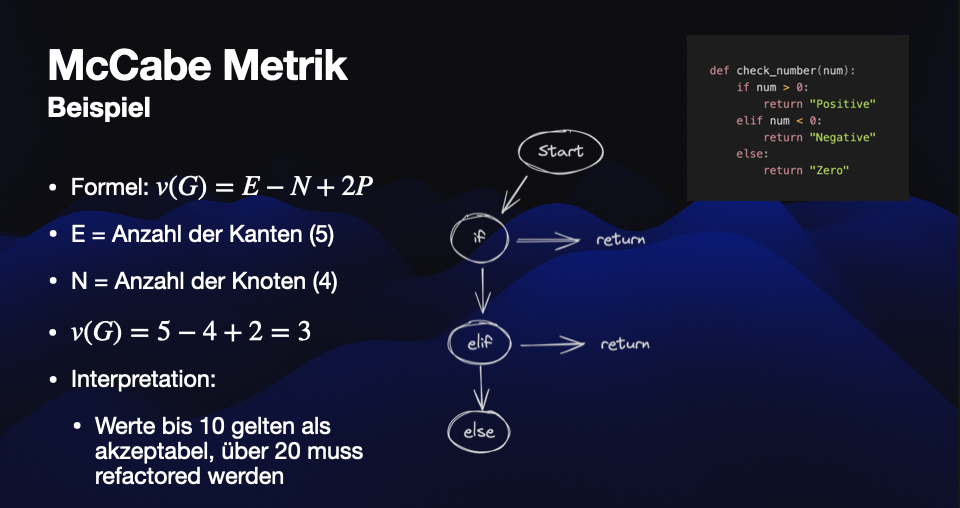 McCabe Metrik
Beispiel
• Formel: v(G) = E − N + 2P
• E = Anzahl der Kanten (5)
• N = Anzahl der Knoten (4)
• v(G) = 5 − 4 + 2 = 3
• Interpretation:
• Werte bis 10 gelten als
akzeptabel, über 20 muss
refactored werden
Start
if
return
elif
return
else
def check_number(num):
if num > 0:
return "Positive"
elif num < 0:
return "Negative"
else:
return "Zero"